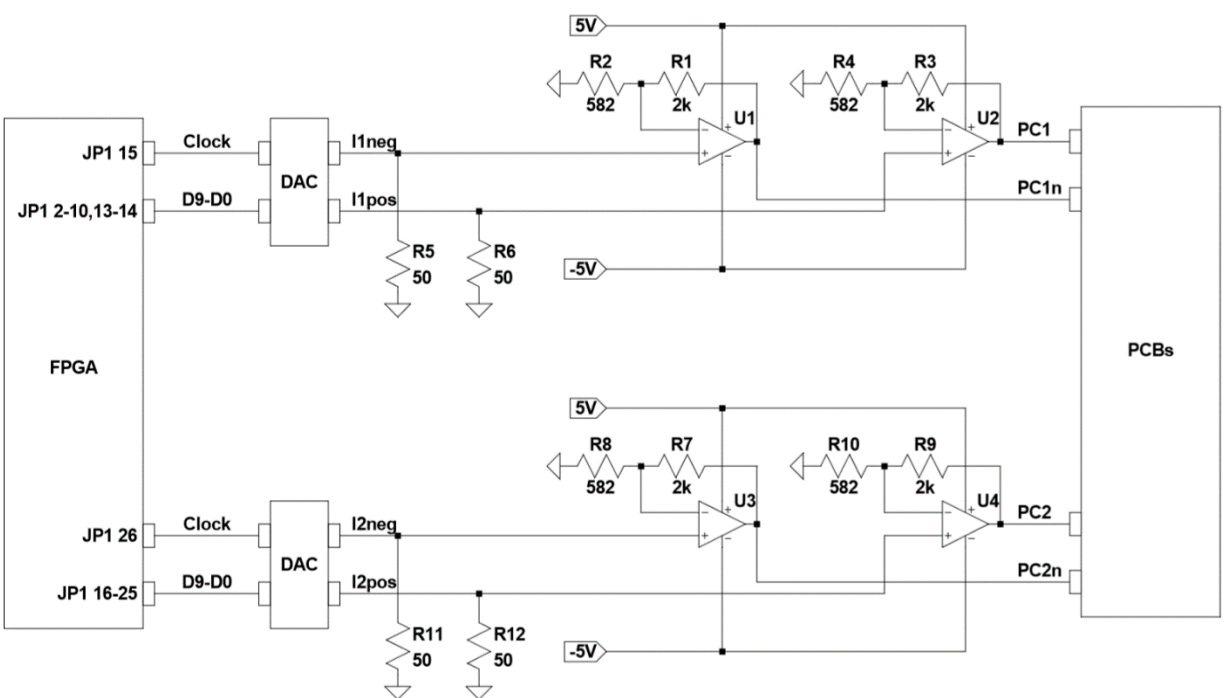 5V
R2
R1
R4
R3
582
2k
582
2k
U1
U2
+
−
+
−
−
+
−
+
JP1 15
Clock
I1neg
PC1
DAC
JP1 2-10,13-14
D9-D0
I1pos
PC1n
R5
50
R6
50
-5V
FPGA
PCBs
5V
R8
R7
R10
R9
582
2k
582
2k
U3
U4
+
−
+
−
−
+
−
+
JP1 26
Clock
I2neg
PC2
DAC
JP1 16-25
D9-D0
I2pos
PC2n
R11
50
R12
50
-5V